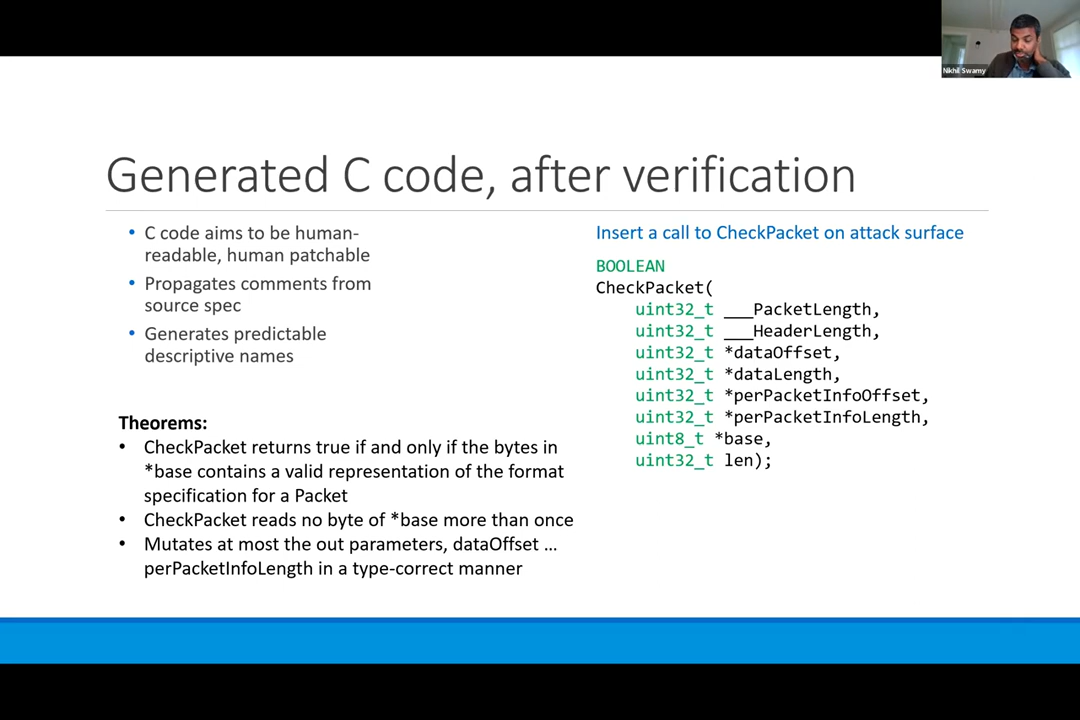 Nikhil Swamy
Generated C code, after verification
• C code aims to be human-
readable, human patchable
• Propagates comments from
source spec
• Generates predictable
descriptive names
Theorems:
• CheckPacket returns true if and only if the bytes in
*base contains a valid representation of the format
specification for a Packet
• CheckPacket reads no byte of *base more than once
• Mutates at most the out parameters, dataOffset …
perPacketInfoLength in a type-correct manner
Insert a call to CheckPacket on attack surface
BOOLEAN
CheckPacket(
uint32_t ___PacketLength,
uint32_t ___HeaderLength,
uint32_t *dataOffset,
uint32_t *dataLength,
uint32_t *perPacketInfoOffset,
uint32_t *perPacketInfoLength,
uint8_t *base,
uint32_t len);